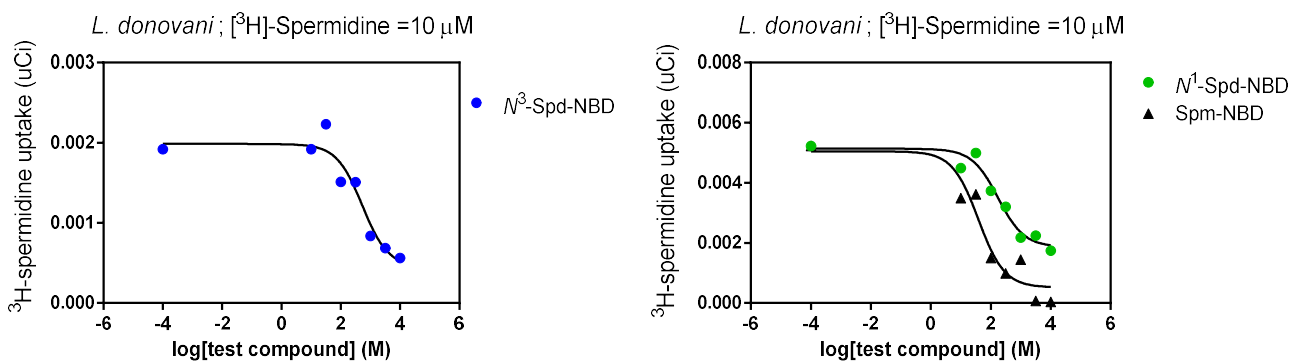 L. donovani ; [³H]-Spermidine =10 µM
³H-spermidine uptake (uCi)
0.003
0.002
0.001
0.000
-6 -4 -2 0 2 4 6
log[test compound] (M)
N³-Spd-NBD
L. donovani ; [³H]-Spermidine =10 µM
³H-spermidine uptake (uCi)
0.008
0.006
0.004
0.002
0.000
-6 -4 -2 0 2 4 6
log[test compound] (M)
N¹-Spd-NBD
Spm-NBD